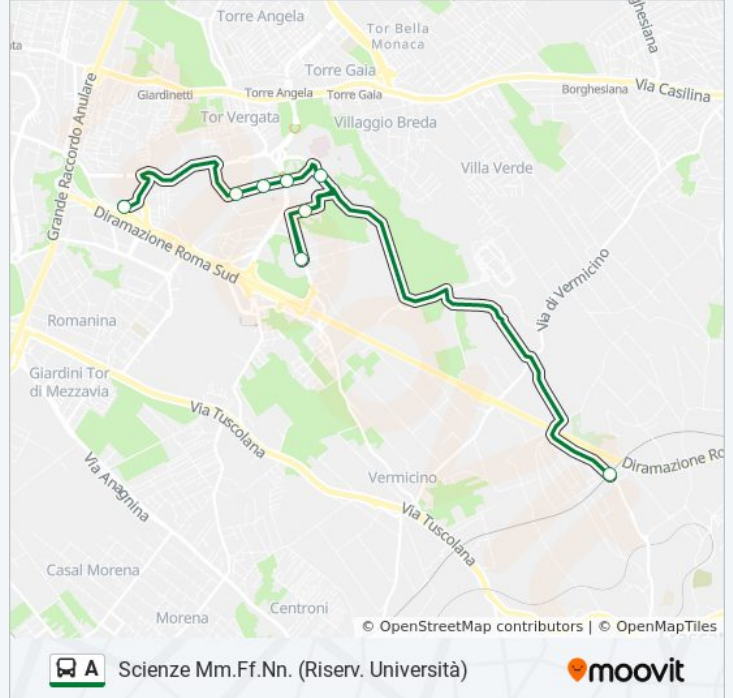 Torre Angela
Tor Bella
Monaca
ghesiana
ta
Torre Gaia
Giardinetti
Torre Angela
Torre Gaia
Borghesiana
Via Casilina
Tor Vergata
Villaggio Breda
Grande Raccordo Anulare
Villa Verde
Diramazione Roma Sud
Via di Vermicino
Romanina
Giardini Tor
di Mezzavia
Via Tuscolana
Via Anagnina
Vermicino
Diramazione Ro
Via Tuscolana
Casal Morena
Centroni
Morena
© OpenStreetMap contributors | © OpenMapTiles
A Scienze Mm.Ff.Nn. (Riserv. Università)
moovit